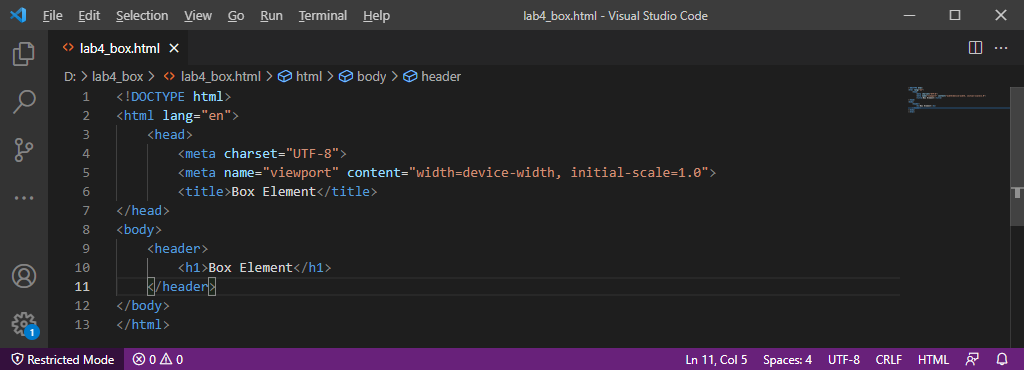 File Edit Selection View Go Run Terminal Help lab4_box.html - Visual Studio Code
lab4_box.html
D: > lab4_box > lab4_box.html > html > body > header
1 <!DOCTYPE html>
2 <html lang="en">
3 <head>
4 <meta charset="UTF-8">
5 <meta name="viewport" content="width=device-width, initial-scale=1.0">
6 <title>Box Element</title>
7 </head>
8 <body>
9 <header>
10 <h1>Box Element</h1>
11 </header>
12 </body>
13 </html>
1
Restricted Mode 0 0 Ln 11, Col 5 Spaces: 4 UTF-8 CRLF HTML